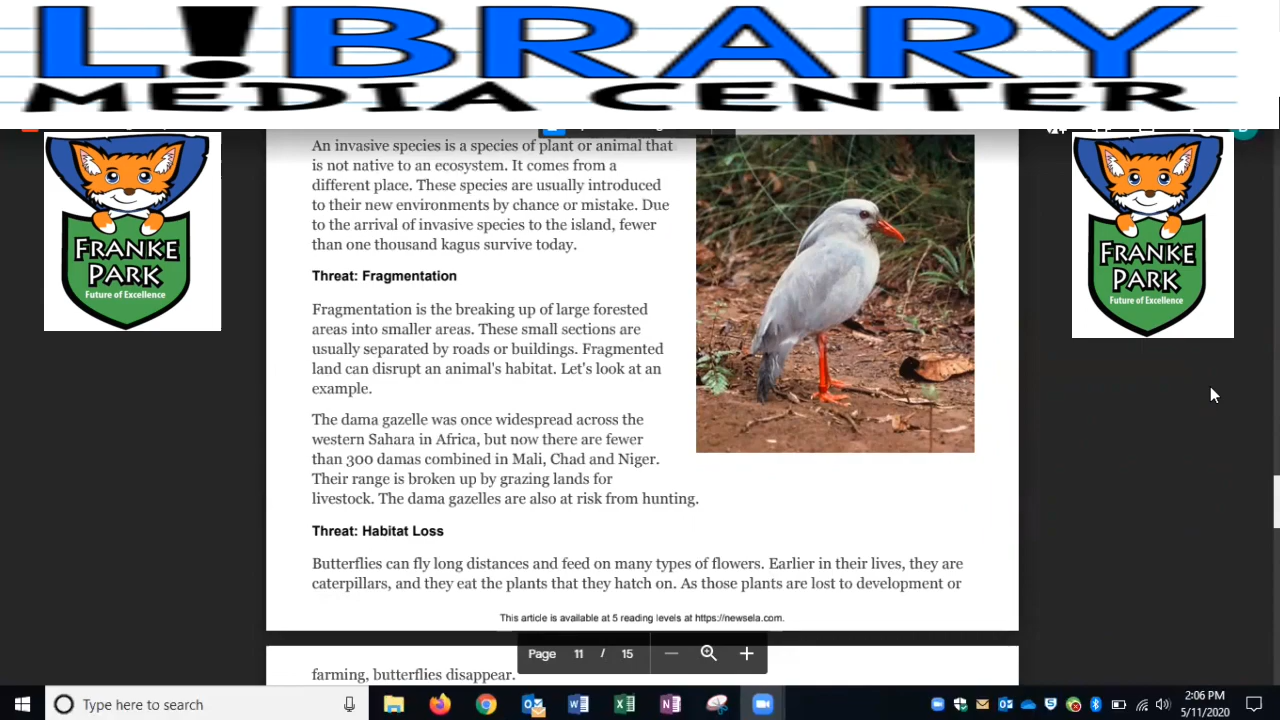 L!BRARY
MEDIA CENTER
FRANKE
PARK
Future of Excellence
FRANKE
PARK
Future of Excellence
An invasive species is a species of plant or animal that
is not native to an ecosystem. It comes from a
different place. These species are usually introduced
to their new environments by chance or mistake. Due
to the arrival of invasive species to the island, fewer
than one thousand kagus survive today.
Threat: Fragmentation
Fragmentation is the breaking up of large forested
areas into smaller areas. These small sections are
usually separated by roads or buildings. Fragmented
land can disrupt an animal's habitat. Let's look at an
example.
The dama gazelle was once widespread across the
western Sahara in Africa, but now there are fewer
than 300 damas combined in Mali, Chad and Niger.
Their range is broken up by grazing lands for
livestock. The dama gazelles are also at risk from hunting.
Threat: Habitat Loss
Butterflies can fly long distances and feed on many types of flowers. Earlier in their lives, they are
caterpillars, and they eat the plants that they hatch on. As those plants are lost to development or
This article is available at 5 reading levels at https://newsela.com.
Page 11 / 15
farming, butterflies disappear.
Type here to search
2:06 PM
5/11/2020